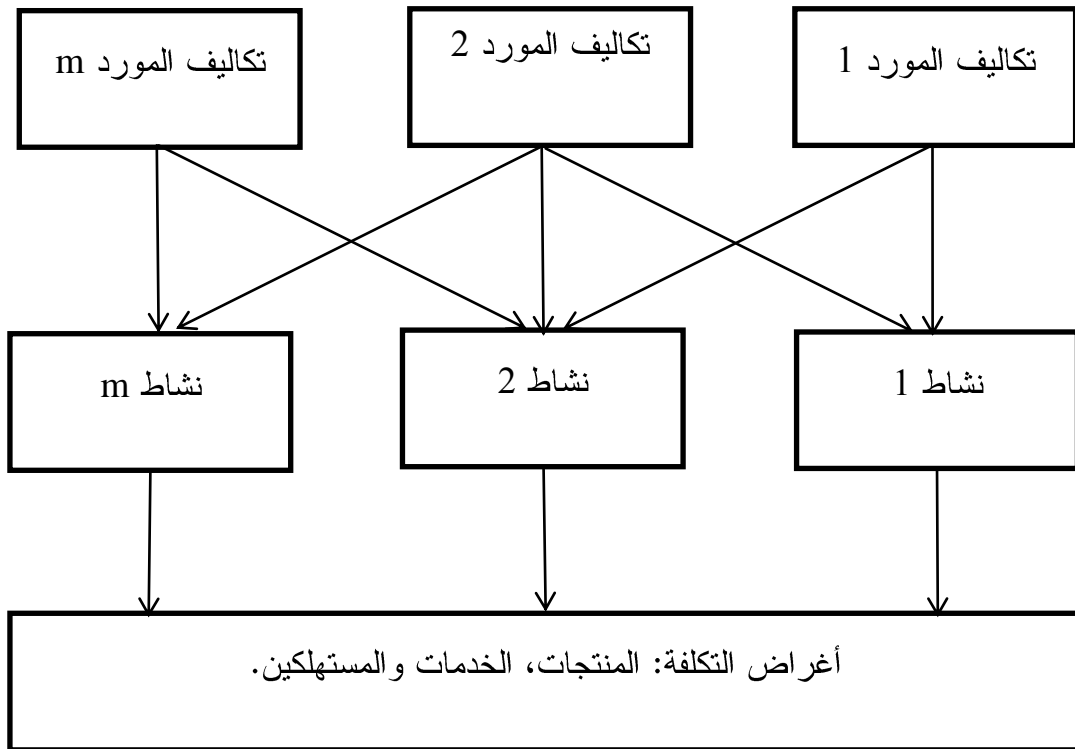 تكاليف المورد 1
تكاليف المورد 2
تكاليف المورد m
نشاط 1
نشاط 2
نشاط m
أغراض التكلفة: المنتجات، الخدمات والمستهلكين.